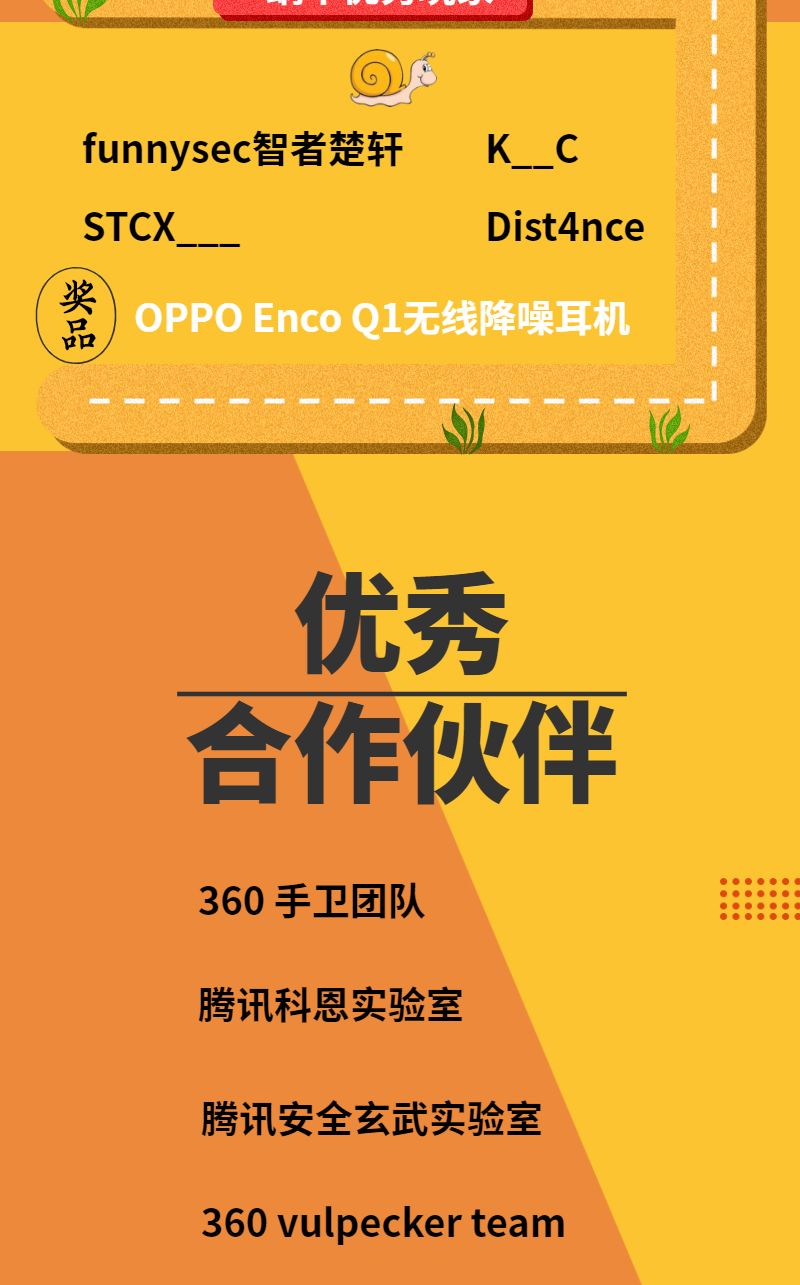 funnysec智者楚轩 K__C
STCX___ Dist4nce
奖品 OPPO Enco Q1无线降噪耳机
优秀
合作伙伴
360 手卫团队
腾讯科恩实验室
腾讯安全玄武实验室
360 vulpecker team